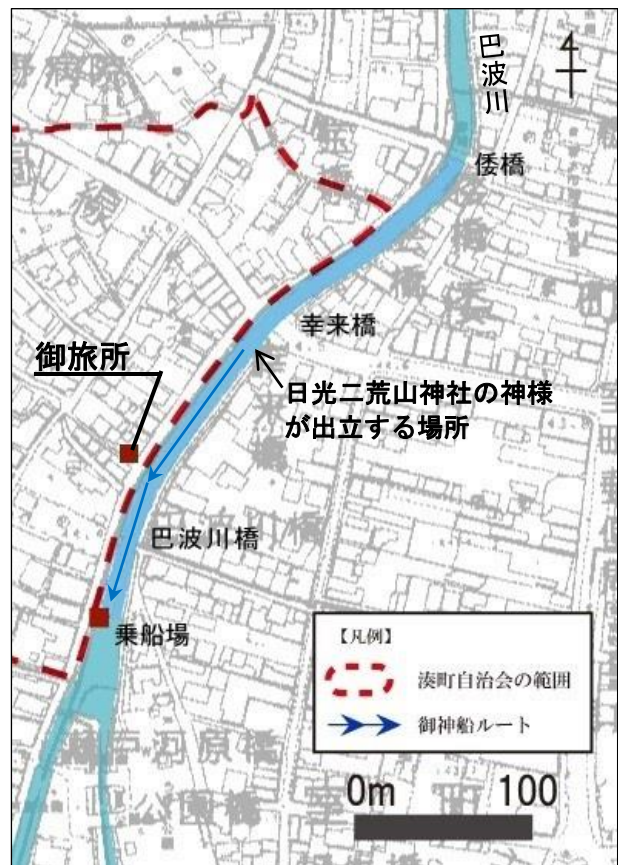 巴波川
倭橋
幸来橋
御旅所
日光二荒山神社の神様
が出立する場所
巴波川橋
乗船場
【凡例】
湊町自治会の範囲
御神船ルート
0m 100